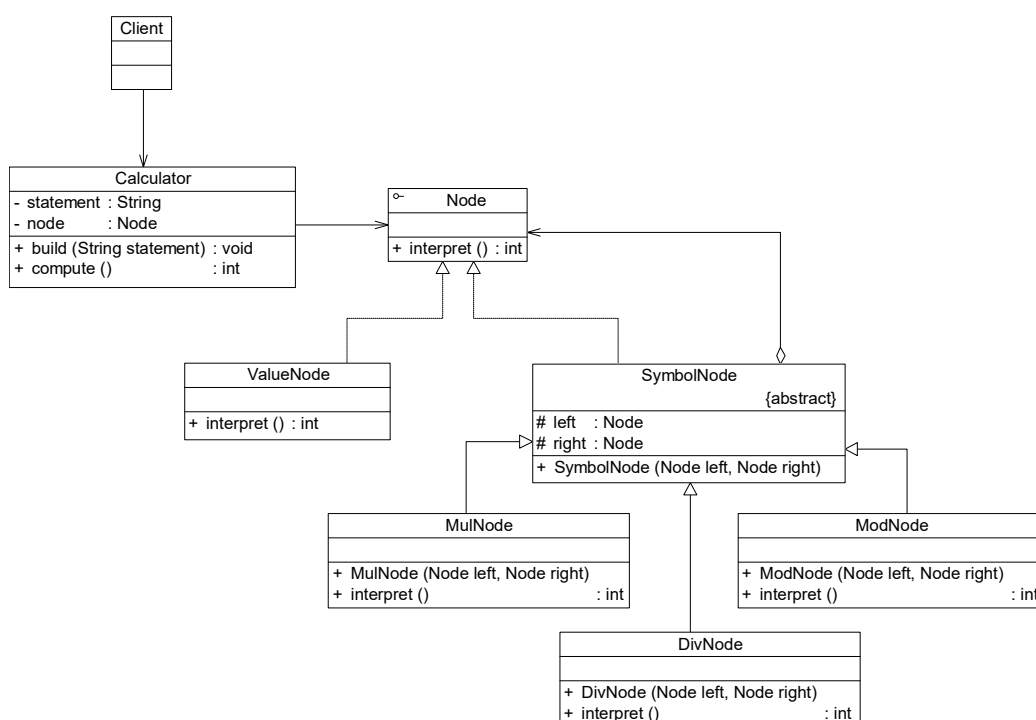 Client
Calculator
- statement : String
- node : Node
+ build (String statement) : void
+ compute () : int
Node
+ interpret () : int
ValueNode
+ interpret () : int
SymbolNode
{abstract}
# left : Node
# right : Node
+ SymbolNode (Node left, Node right)
MulNode
+ MulNode (Node left, Node right)
+ interpret () : int
ModNode
+ ModNode (Node left, Node right)
+ interpret () : int
DivNode
+ DivNode (Node left, Node right)
+ interpret () : int